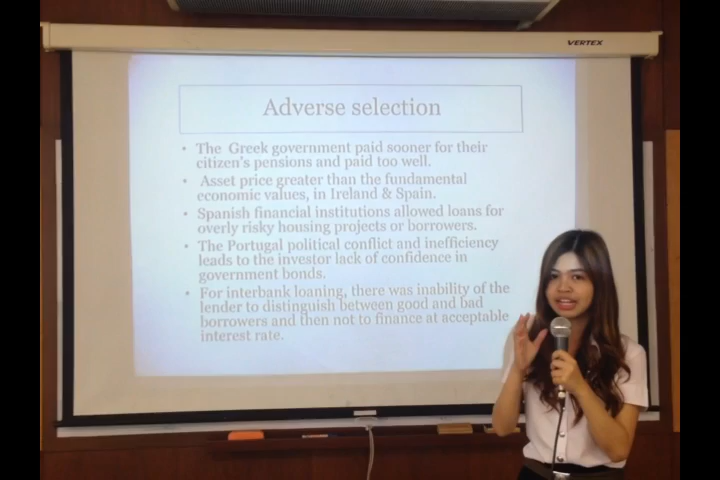 VERTEX
Adverse selection
• The Greek government paid sooner for their
citizen's pensions and paid too well.
• Asset price greater than the fundamental
economic values, in Ireland & Spain.
• Spanish financial institutions allowed loans for
overly risky housing projects or borrowers.
• The Portugal political conflict and inefficiency
leads to the investor lack of confidence in
government bonds.
• For interbank loaning, there was inability of the
lender to distinguish between good and bad
borrowers and then not to finance at acceptable
interest rate.